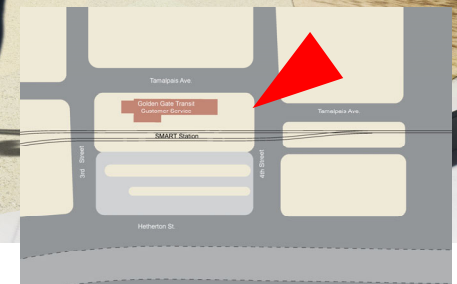 Tamalpais Ave.
Golden Gate Transit
Customer Service
Tamalpais Ave.
SMART Station
3rd Street
4th Street
Hetherton St